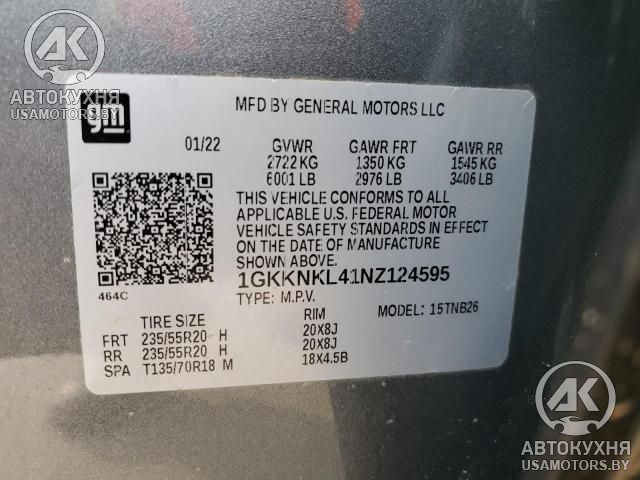 АВТОКУХНЯ
USAMOTORS.BY
gm
MFD BY GENERAL MOTORS LLC
01/22 GVWR GAWR FRT GAWR RR
2722 KG 1350 KG 1545 KG
6001 LB 2976 LB 3406 LB
THIS VEHICLE CONFORMS TO ALL
APPLICABLE U.S. FEDERAL MOTOR
VEHICLE SAFETY STANDARDS IN EFFECT
ON THE DATE OF MANUFACTURE
SHOWN ABOVE.
464C
1GKKNKL41NZ124595
TYPE: M.P.V. MODEL: 15TNB26
TIRE SIZE RIM
FRT 235/55R20 H 20X8J
RR 235/55R20 H 20X8J
SPA T135/70R18 M 18X4.5B
АВТОКУХНЯ
USAMOTORS.BY